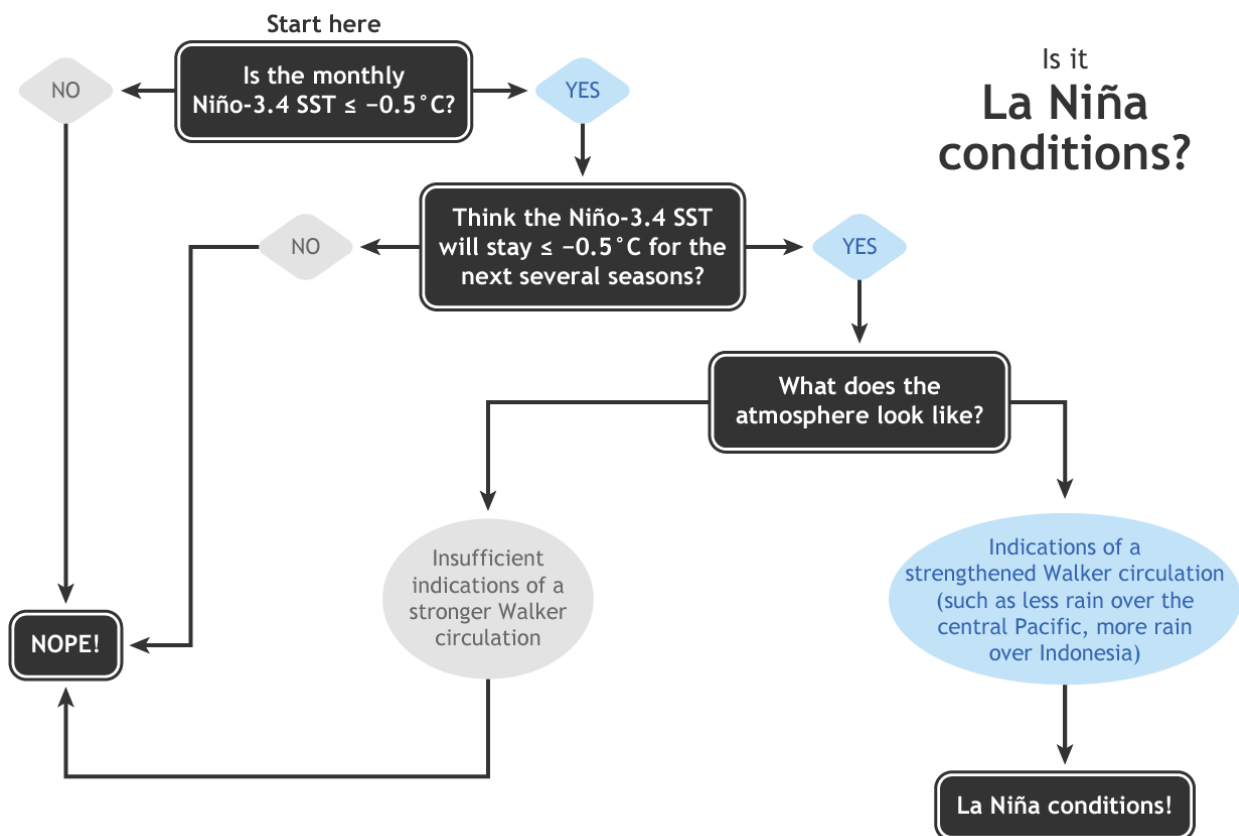 Start here
Is it
La Niña
conditions?
Is the monthly
Niño-3.4 SST ≤ −0.5°C?
NO
YES
Think the Niño-3.4 SST
will stay ≤ −0.5°C for the
next several seasons?
NO
YES
What does the
atmosphere look like?
Insufficient
indications of a
stronger Walker
circulation
Indications of a
strengthened Walker circulation
(such as less rain over the
central Pacific, more rain
over Indonesia)
NOPE!
La Niña conditions!